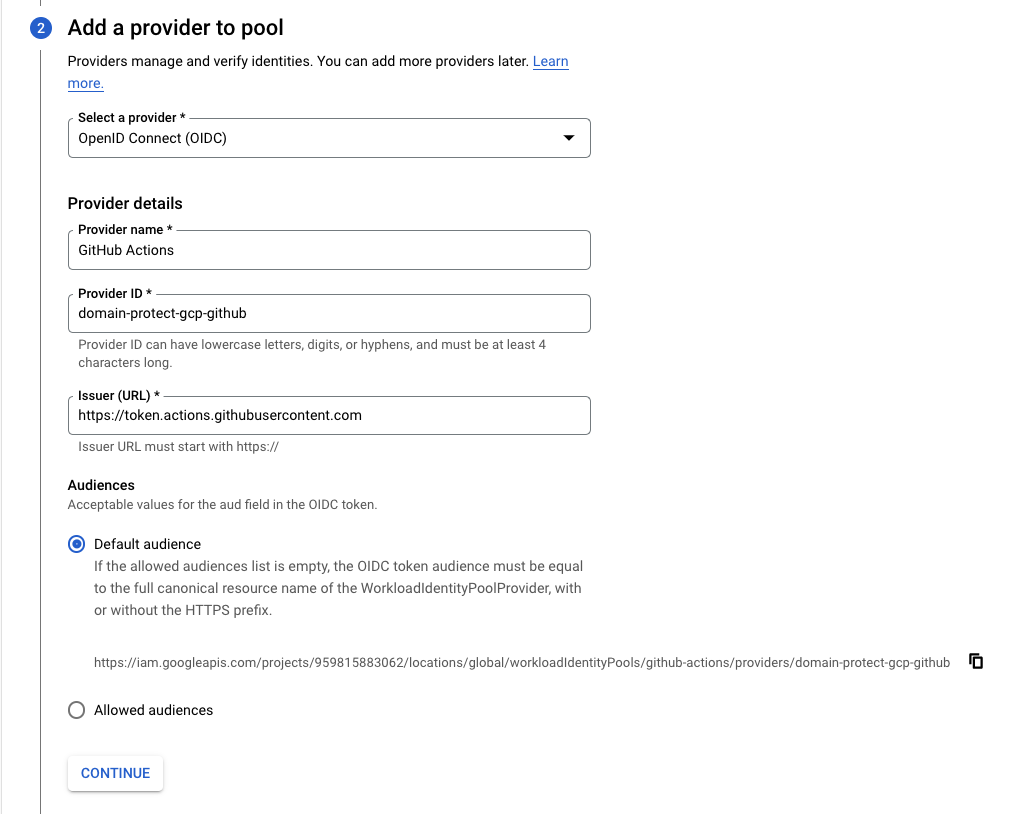 2
Add a provider to pool
Providers manage and verify identities. You can add more providers later. Learn
more.
Select a provider *
OpenID Connect (OIDC)
Provider details
Provider name *
GitHub Actions
Provider ID *
domain-protect-gcp-github
Provider ID can have lowercase letters, digits, or hyphens, and must be at least 4
characters long.
Issuer (URL) *
https://token.actions.githubusercontent.com
Issuer URL must start with https://
Audiences
Acceptable values for the aud field in the OIDC token.
Default audience
If the allowed audiences list is empty, the OIDC token audience must be equal
to the full canonical resource name of the WorkloadIdentityPoolProvider, with
or without the HTTPS prefix.
https://iam.googleapis.com/projects/959815883062/locations/global/workloadIdentityPools/github-actions/providers/domain-protect-gcp-github
Allowed audiences
CONTINUE